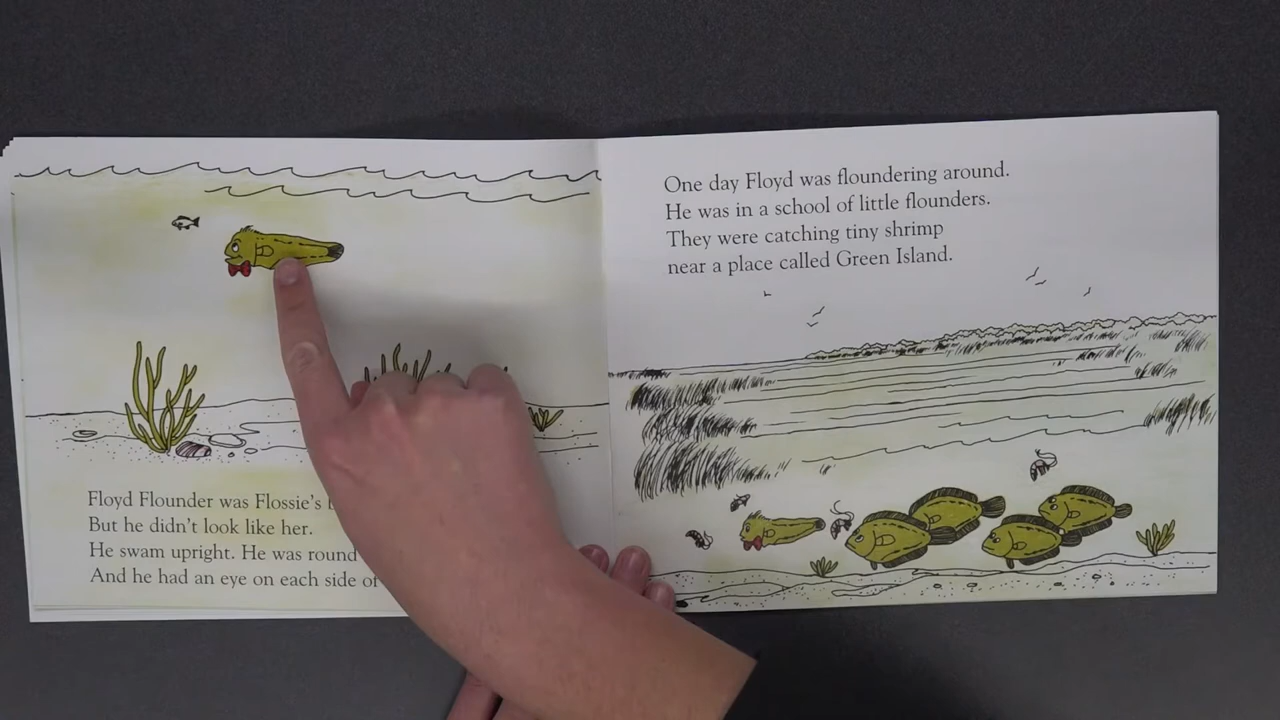 Floyd Flounder was Flossie's
But he didn't look like her.
He swam upright. He was round
And he had an eye on each side of
One day Floyd was floundering around.
He was in a school of little flounders.
They were catching tiny shrimp
near a place called Green Island.